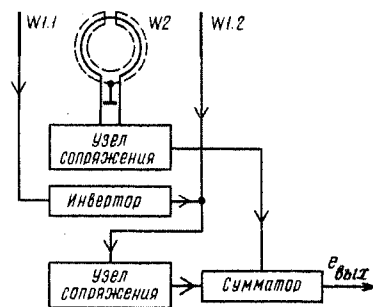 W1.1
W2
W1.2
Узел
сопряжения
Инвертор
Узел
сопряжения
Сумматор
eвых